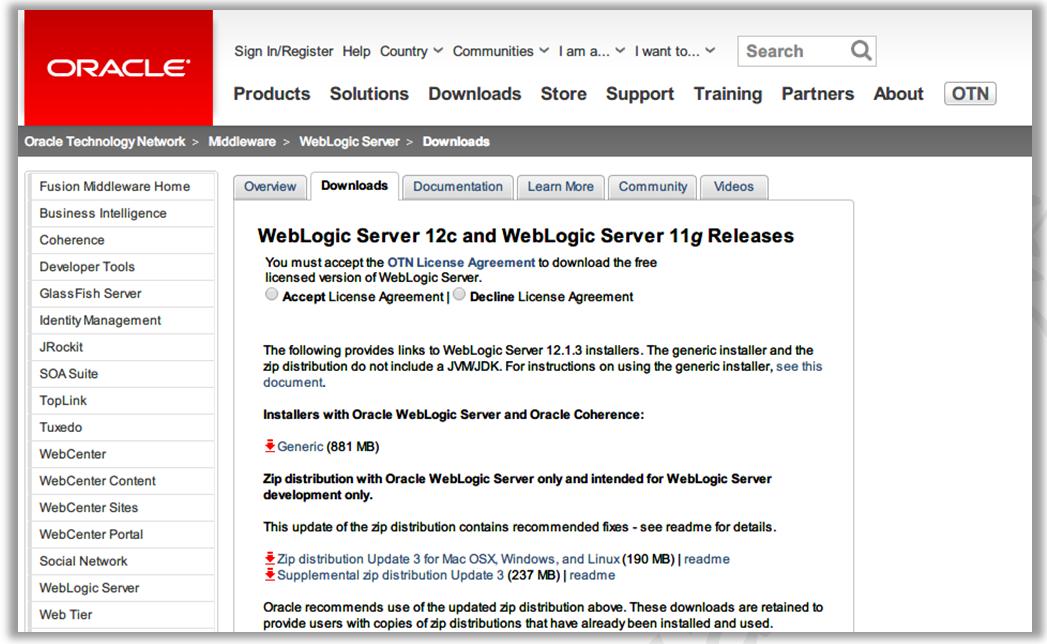 ORACLE
Sign In/Register Help Country Communities I am a... I want to... Search
Products Solutions Downloads Store Support Training Partners About OTN
Oracle Technology Network > Middleware > WebLogic Server > Downloads
Fusion Middleware Home
Business Intelligence
Coherence
Developer Tools
GlassFish Server
Identity Management
JRockit
SOA Suite
TopLink
Tuxedo
WebCenter
WebCenter Content
WebCenter Sites
WebCenter Portal
Social Network
WebLogic Server
Web Tier
Overview Downloads Documentation Learn More Community Videos
WebLogic Server 12c and WebLogic Server 11g Releases
You must accept the OTN License Agreement to download the free
licensed version of WebLogic Server.
Accept License Agreement | Decline License Agreement
The following provides links to WebLogic Server 12.1.3 installers. The generic installer and the
zip distribution do not include a JVM/JDK. For instructions on using the generic installer, see this
document.
Installers with Oracle WebLogic Server and Oracle Coherence:
Generic (881 MB)
Zip distribution with Oracle WebLogic Server only and intended for WebLogic Server
development only.
This update of the zip distribution contains recommended fixes - see readme for details.
Zip distribution Update 3 for Mac OSX, Windows, and Linux (190 MB) | readme
Supplemental zip distribution Update 3 (237 MB) | readme
Oracle recommends use of the updated zip distribution above. These downloads are retained to
provide users with copies of zip distributions that have already been installed and used.